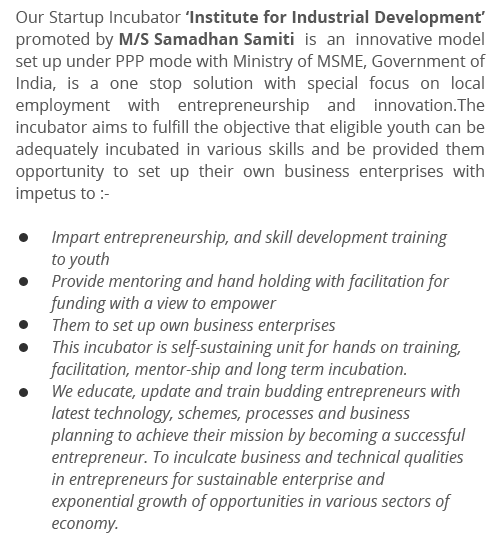 Our Startup Incubator ‘Institute for Industrial Development’
promoted by M/S Samadhan Samiti is an innovative model
set up under PPP mode with Ministry of MSME, Government of
India, is a one stop solution with special focus on local
employment with entrepreneurship and innovation.The
incubator aims to fulfill the objective that eligible youth can be
adequately incubated in various skills and be provided them
opportunity to set up their own business enterprises with
impetus to :-
● Impart entrepreneurship, and skill development training
to youth
● Provide mentoring and hand holding with facilitation for
funding with a view to empower
● Them to set up own business enterprises
● This incubator is self-sustaining unit for hands on training,
facilitation, mentor-ship and long term incubation.
● We educate, update and train budding entrepreneurs with
latest technology, schemes, processes and business
planning to achieve their mission by becoming a successful
entrepreneur. To inculcate business and technical qualities
in entrepreneurs for sustainable enterprise and
exponential growth of opportunities in various sectors of
economy.